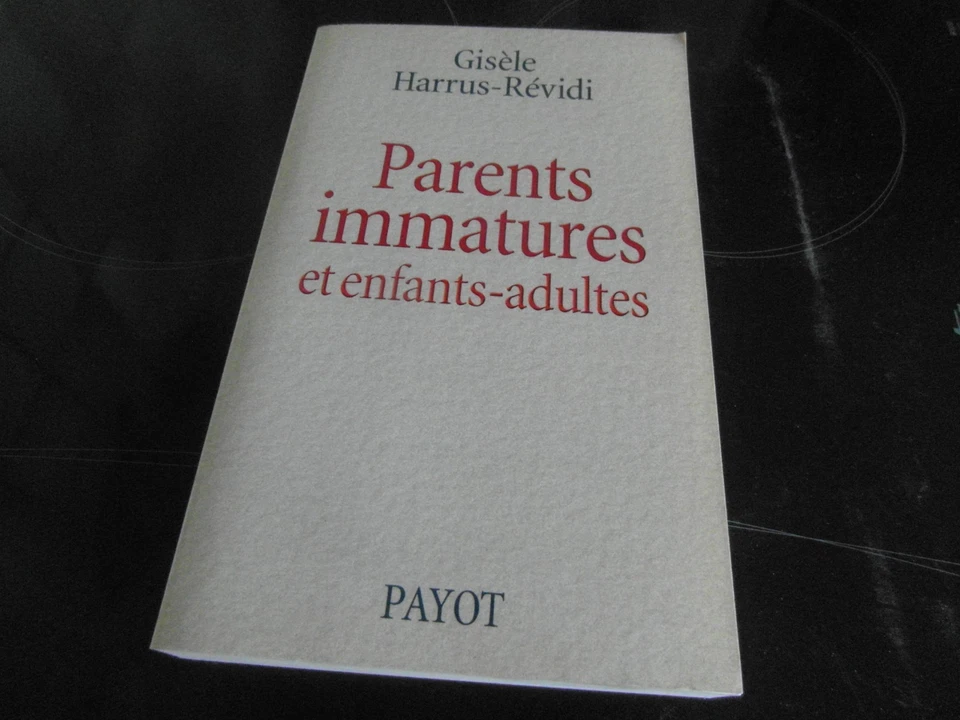 Gisèle
Harrus-Révidi
Parents
immatures
et enfants-adultes
PAYOT